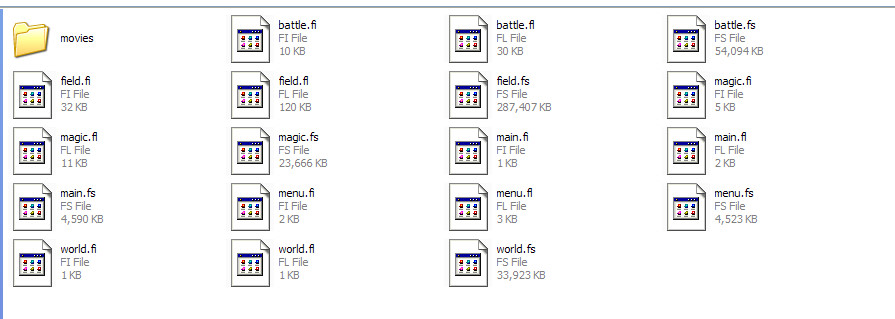 movies
battle.fi
FI File
10 KB
battle.fl
FL File
30 KB
battle.fs
FS File
54,094 KB
field.fi
FI File
32 KB
field.fl
FL File
120 KB
field.fs
FS File
287,407 KB
magic.fi
FI File
5 KB
magic.fl
FL File
11 KB
magic.fs
FS File
23,666 KB
main.fi
FI File
1 KB
main.fl
FL File
2 KB
main.fs
FS File
4,590 KB
menu.fi
FI File
2 KB
menu.fl
FL File
3 KB
menu.fs
FS File
4,523 KB
world.fi
FI File
1 KB
world.fl
FL File
1 KB
world.fs
FS File
33,923 KB